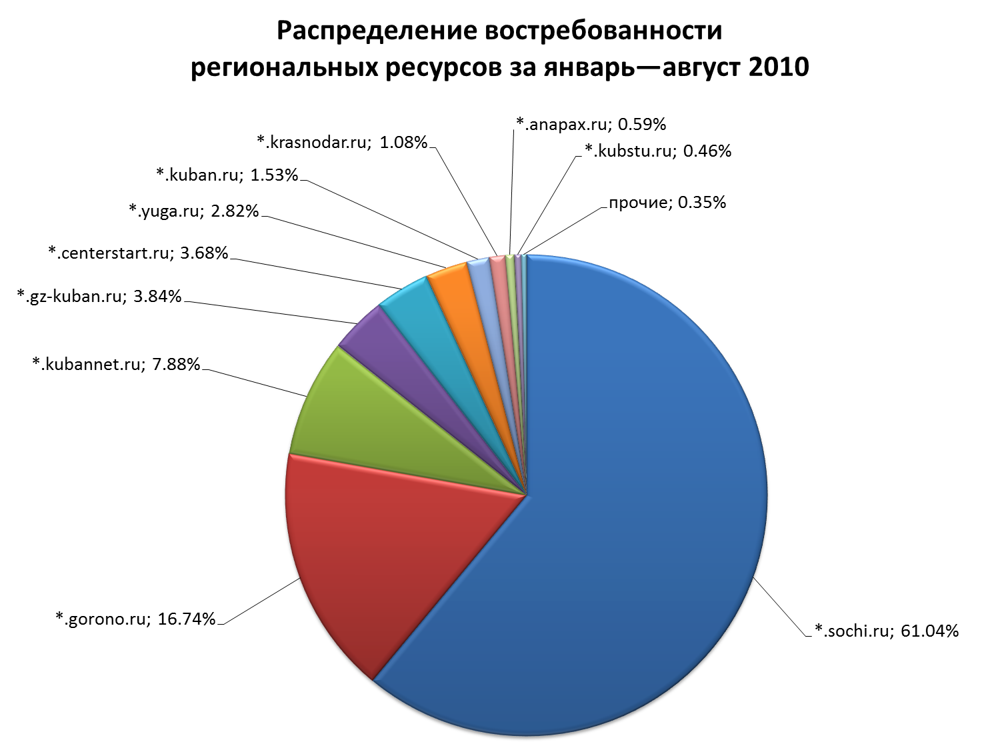 Распределение востребованности
региональных ресурсов за январь—август 2010
*.anapax.ru; 0.59%
*.krasnodar.ru; 1.08%
*.kubstu.ru; 0.46%
*.kuban.ru; 1.53%
прочие; 0.35%
*.yuga.ru; 2.82%
*.centerstart.ru; 3.68%
*.gz-kuban.ru; 3.84%
*.kubannet.ru; 7.88%
*.gorono.ru; 16.74%
*.sochi.ru; 61.04%